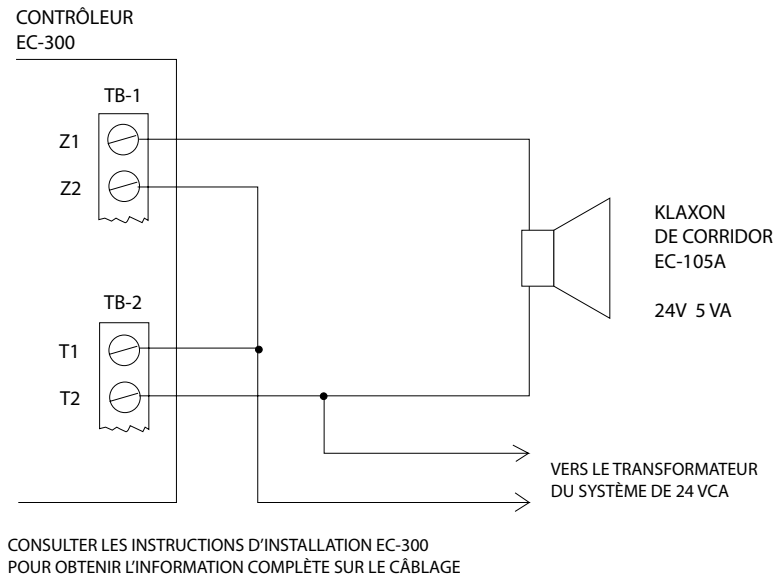 CONTRÔLEUR
EC-300
TB-1
Z1
Z2
KLAXON
DE CORRIDOR
EC-105A
24V 5 VA
TB-2
T1
T2
VERS LE TRANSFORMATEUR
DU SYSTÈME DE 24 VCA
CONSULTER LES INSTRUCTIONS D’INSTALLATION EC-300
POUR OBTENIR L’INFORMATION COMPLÈTE SUR LE CÂBLAGE